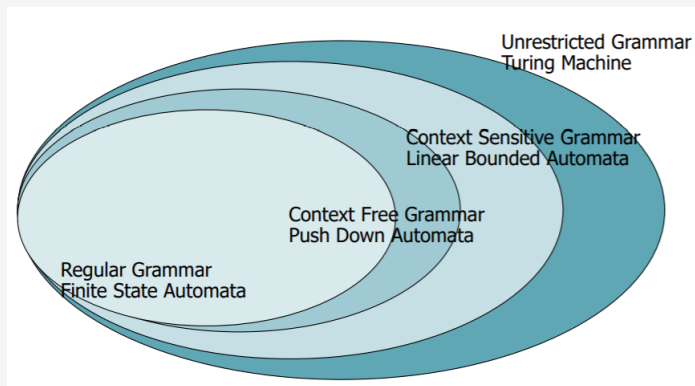 Unrestricted Grammar
Turing Machine
Context Sensitive Grammar
Linear Bounded Automata
Context Free Grammar
Push Down Automata
Regular Grammar
Finite State Automata